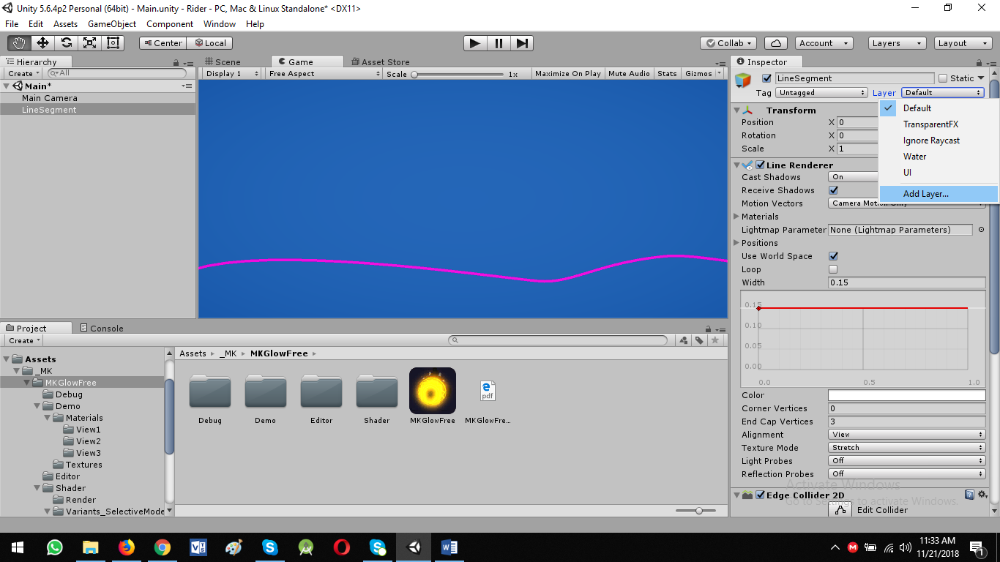 Unity 5.6.4p2 Personal (64bit) - Main.unity - Rider - PC, Mac & Linux Standalone* <DX11>
File Edit Assets GameObject Component Window Help
Center Local Collab Account Layers Layout
Hierarchy
Create All
Main*
Main Camera
LineSegment
Scene Game Asset Store
Display 1 Free Aspect Scale 1x Maximize On Play Mute Audio Stats Gizmos
Inspector
LineSegment Static
Tag Untagged Layer Default
Default
TransparentFX
Ignore Raycast
Water
UI
Add Layer...
Transform
Position X 0
Rotation X 0
Scale X 1
Line Renderer
Cast Shadows On
Receive Shadows
Motion Vectors
Materials
Lightmap Parameter None (Lightmap Parameters)
Positions
Use World Space
Loop
Width 0.15
0.15
0.10
0.05
0.00
0.0 0.5 1.0
Color
Corner Vertices 0
End Cap Vertices 3
Alignment View
Texture Mode Stretch
Light Probes Off
Reflection Probes Off
Activate Windows
Go to Settings to activate Windows.
Edge Collider 2D
Edit Collider
Project Console
Create
Assets
_MK
MKGlowFree
Debug
Demo
Materials
View1
View2
View3
Textures
Editor
Shader
Render
Variants_SelectiveMode
Assets _MK MKGlowFree
pdf
Debug Demo Editor Shader MKGlowFree MKGlowFre...
11:33 AM
11/21/2018
1